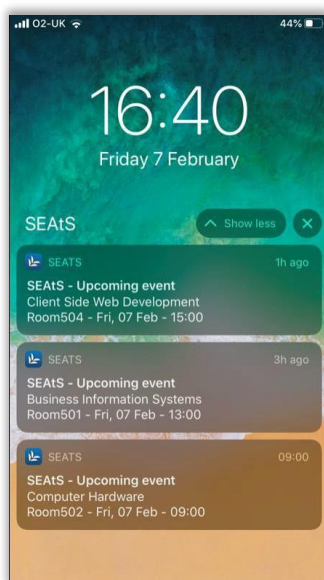 O2-UK 44%
16:40
Friday 7 February
SEAtS Show less
SEATS 1h ago
SEAtS - Upcoming event
Client Side Web Development
Room504 - Fri, 07 Feb - 15:00
SEATS 3h ago
SEAtS - Upcoming event
Business Information Systems
Room501 - Fri, 07 Feb - 13:00
SEATS 09:00
SEAtS - Upcoming event
Computer Hardware
Room502 - Fri, 07 Feb - 09:00